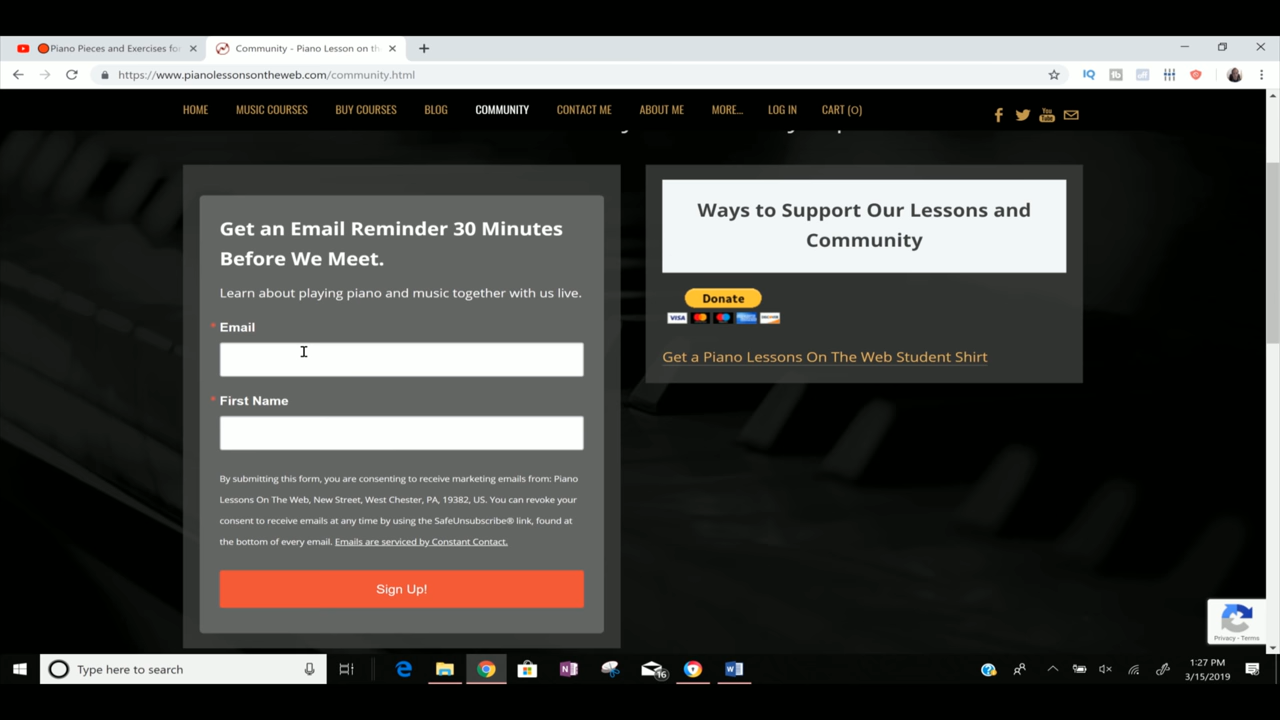 Piano Pieces and Exercises for
Community - Piano Lesson on th
https://www.pianolessonsontheweb.com/community.html
HOME MUSIC COURSES BUY COURSES BLOG COMMUNITY CONTACT ME ABOUT ME MORE... LOG IN CART (0)
You Tube
Get an Email Reminder 30 Minutes
Before We Meet.
Learn about playing piano and music together with us live.
* Email
* First Name
By submitting this form, you are consenting to receive marketing emails from: Piano
Lessons On The Web, New Street, West Chester, PA, 19382, US. You can revoke your
consent to receive emails at any time by using the SafeUnsubscribe® link, found at
the bottom of every email. Emails are serviced by Constant Contact.
Sign Up!
Ways to Support Our Lessons and
Community
Donate
VISA
DISCOVER
Get a Piano Lessons On The Web Student Shirt
Privacy - Terms
Type here to search
16
1:27 PM
3/15/2019